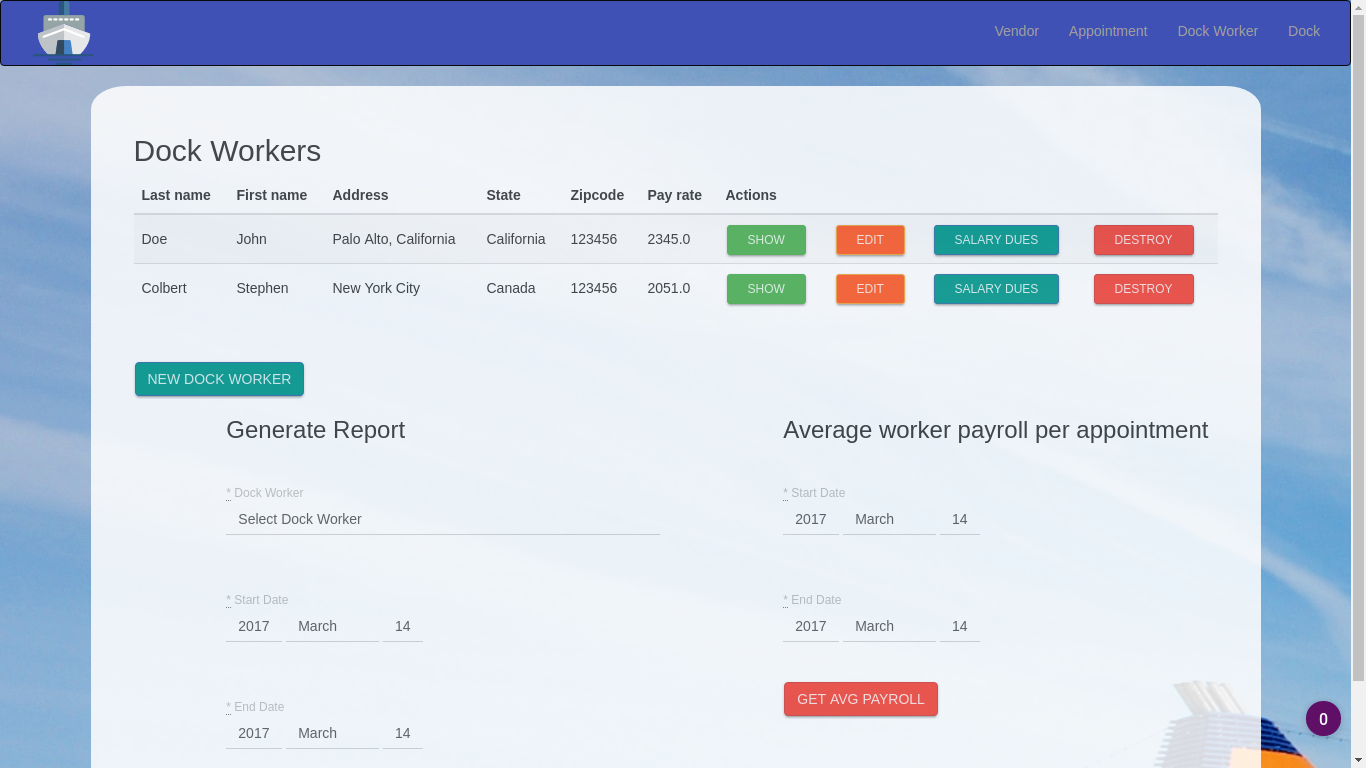 Vendor Appointment Dock Worker Dock
Dock Workers
Last name First name Address State Zipcode Pay rate Actions
Doe John Palo Alto, California California 123456 2345.0 SHOW EDIT SALARY DUES DESTROY
Colbert Stephen New York City Canada 123456 2051.0 SHOW EDIT SALARY DUES DESTROY
NEW DOCK WORKER
Generate Report
* Dock Worker
Select Dock Worker
* Start Date
2017 March 14
* End Date
2017 March 14
Average worker payroll per appointment
* Start Date
2017 March 14
* End Date
2017 March 14
GET AVG PAYROLL
0